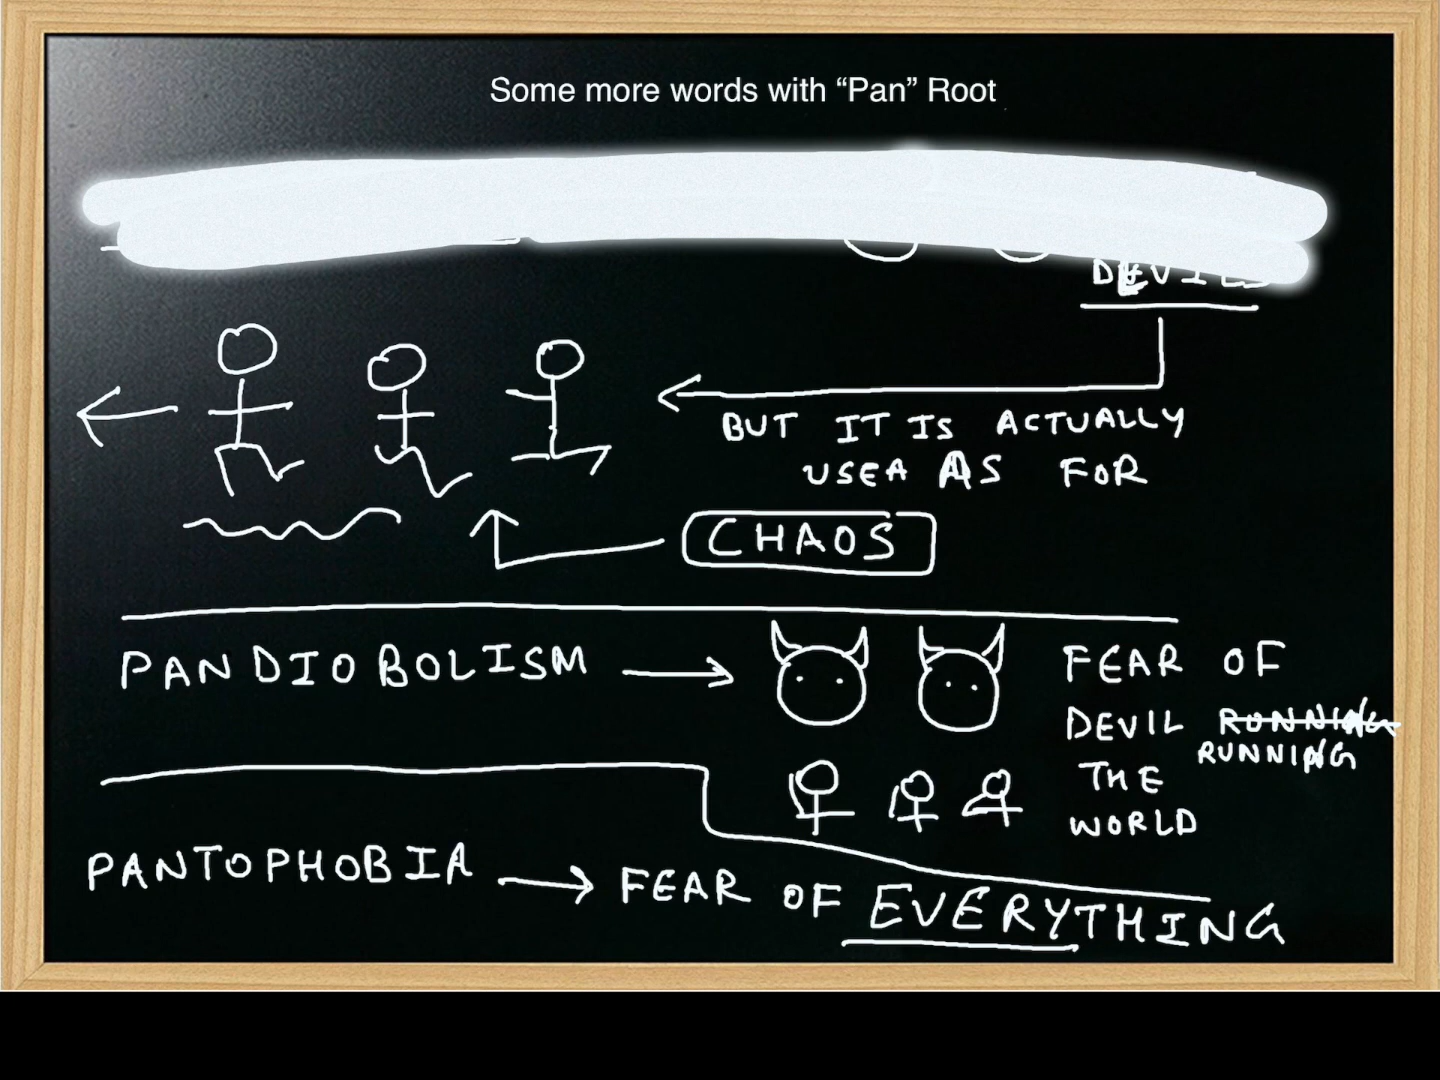 Some more words with “Pan” Root
BUT IT IS ACTUALLY
USEA AS FOR
CHAOS
PANDIOBOLISM
FEAR OF
DEVIL
RUNNING
THE
WORLD
PANTOPHOBIA
FEAR OF EVERYTHING